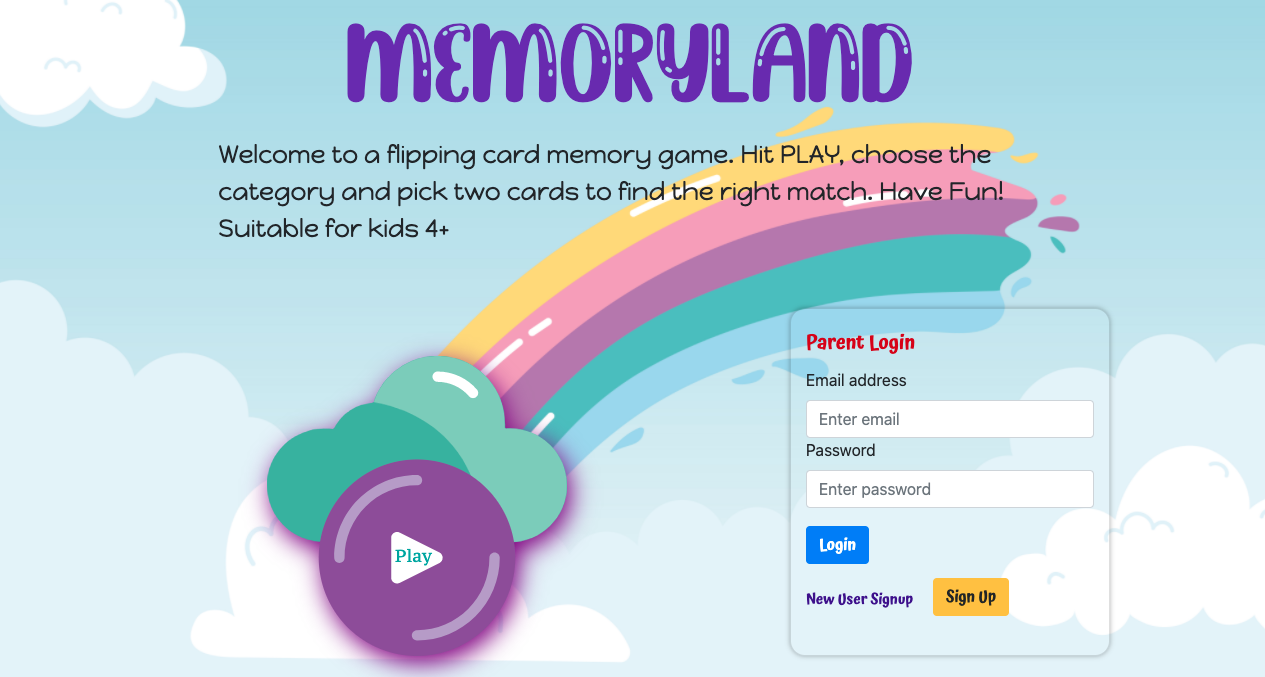 MEMORYLAND
Welcome to a flipping card memory game. Hit PLAY, choose the
category and pick two cards to find the right match. Have Fun!
Suitable for kids 4+
Parent Login
Email address
Enter email
Password
Enter password
Play
Login
New User Signup
Sign Up